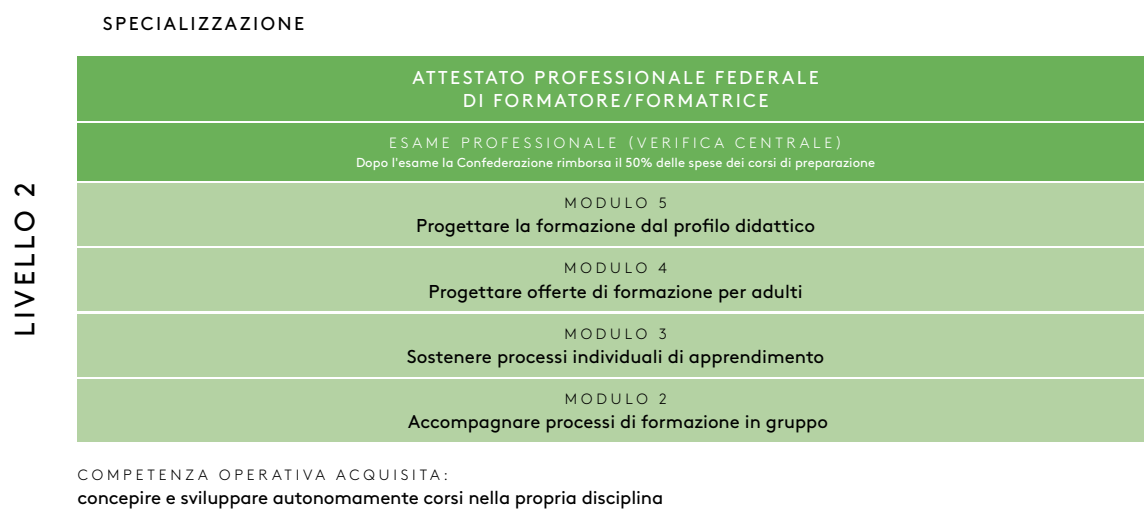 SPECIALIZZAZIONE
ATTESTATO PROFESSIONALE FEDERALE
DI FORMATORE/FORMATRICE
ESAME PROFESSIONALE (VERIFICA CENTRALE)
Dopo l'esame la Confederazione rimborsa il 50% delle spese dei corsi di preparazione
LIVELLO 2
MODULO 5
Progettare la formazione dal profilo didattico
MODULO 4
Progettare offerte di formazione per adulti
MODULO 3
Sostenere processi individuali di apprendimento
MODULO 2
Accompagnare processi di formazione in gruppo
COMPETENZA OPERATIVA ACQUISITA:
concepire e sviluppare autonomamente corsi nella propria disciplina